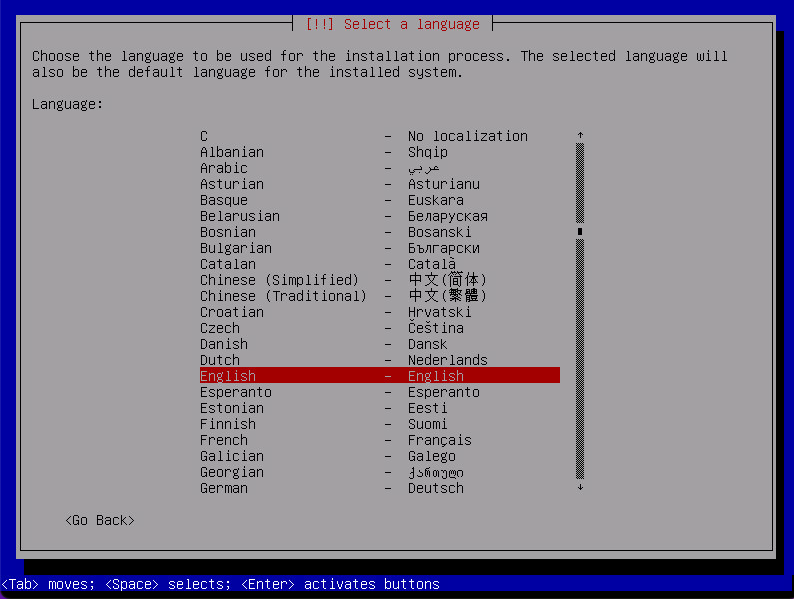 [!!] Select a language
Choose the language to be used for the installation process. The selected language will
also be the default language for the installed system.
Language:
C - No localization
Albanian - Shqip
Arabic - عربي
Asturian - Asturianu
Basque - Euskara
Belarusian - Беларуская
Bosnian - Bosanski
Bulgarian - Български
Catalan - Català
Chinese (Simplified) - 中文(简体)
Chinese (Traditional) - 中文(繁體)
Croatian - Hrvatski
Czech - Čeština
Danish - Dansk
Dutch - Nederlands
English - English
Esperanto - Esperanto
Estonian - Eesti
Finnish - Suomi
French - Français
Galician - Galego
Georgian - ქართული
German - Deutsch
<Go Back>
<Tab> moves; <Space> selects; <Enter> activates buttons